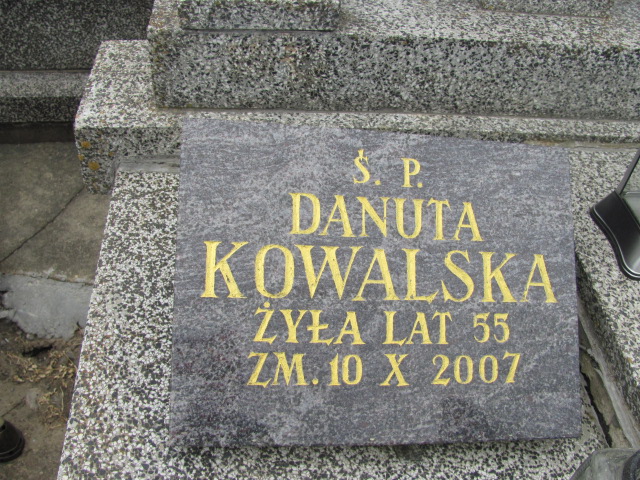 Ś. P.
DANUTA
KOWALSKA
ŻYŁA LAT 55
ZM. 10 X 2007